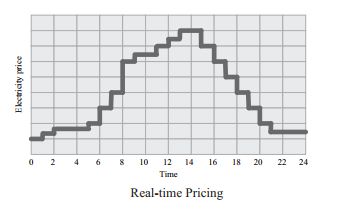 Electricity price
0 2 4 6 8 10 12 14 16 18 20 22 24
Time
Real-time Pricing